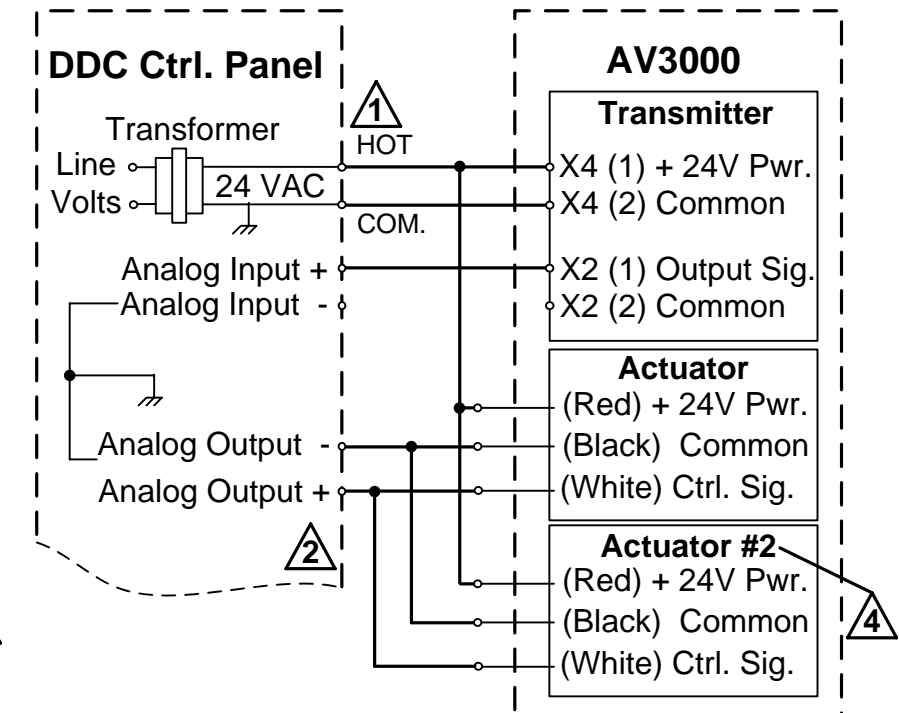 DDC Ctrl. Panel
Transformer
Line
Volts
24 VAC
1
HOT
COM.
Analog Input +
Analog Input -
Analog Output -
Analog Output +
2
AV3000
Transmitter
X4 (1) + 24V Pwr.
X4 (2) Common
X2 (1) Output Sig.
X2 (2) Common
Actuator
(Red) + 24V Pwr.
(Black) Common
(White) Ctrl. Sig.
Actuator #2
(Red) + 24V Pwr.
(Black) Common
(White) Ctrl. Sig.
4